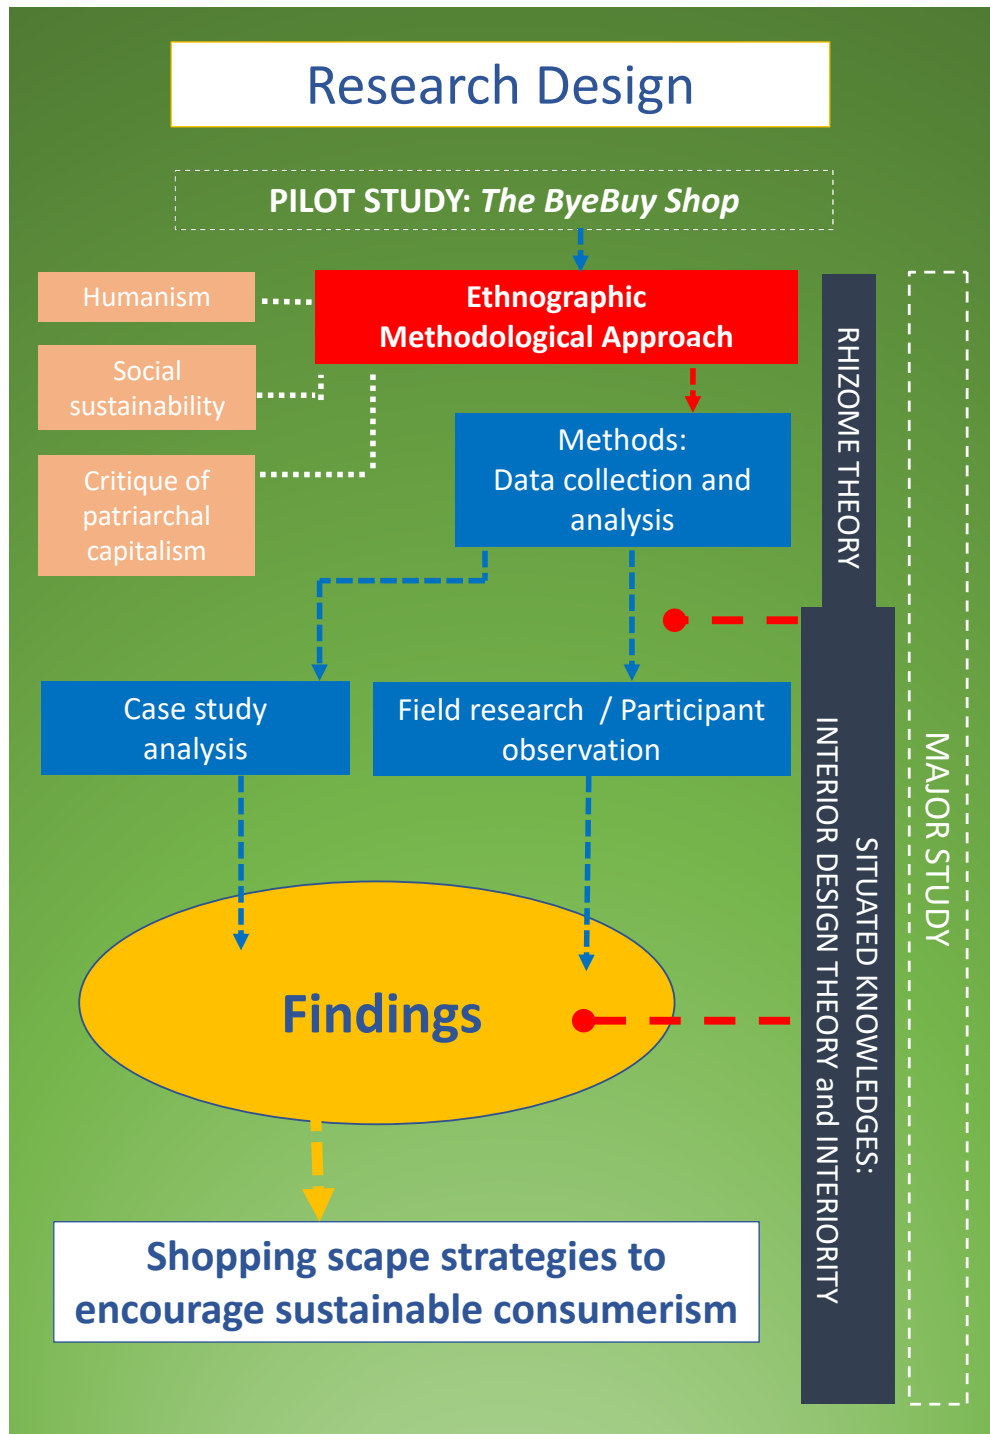 Research Design
PILOT STUDY: The ByeBuy Shop
Humanism
Social
sustainability
Critique of
patriarchal
capitalism
Ethnographic
Methodological Approach
Methods:
Data collection and
analysis
Case study
analysis
Field research / Participant
observation
Findings
Shopping scape strategies to
encourage sustainable consumerism
RHIZOME THEORY
SITUATED KNOWLEDGES:
INTERIOR DESIGN THEORY and INTERIORITY
MAJOR STUDY